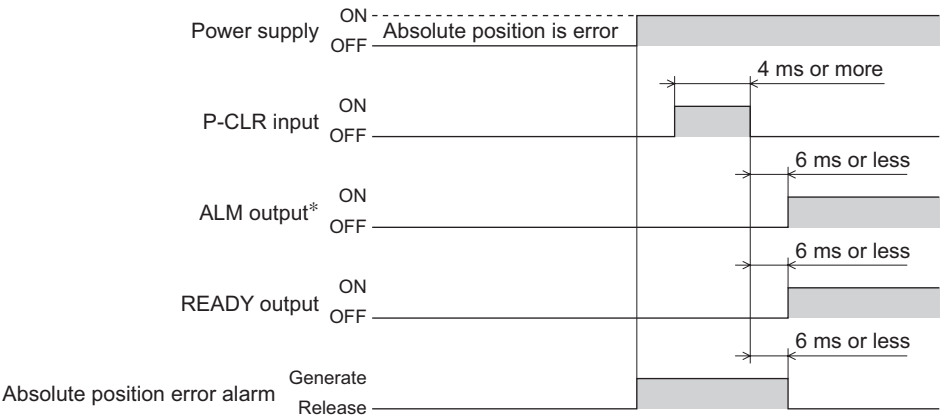 Power supply
ON
OFF
Absolute position is error
4 ms or more
P-CLR input
ON
OFF
6 ms or less
ALM output*
ON
OFF
6 ms or less
READY output
ON
OFF
6 ms or less
Absolute position error alarm
Generate
Release